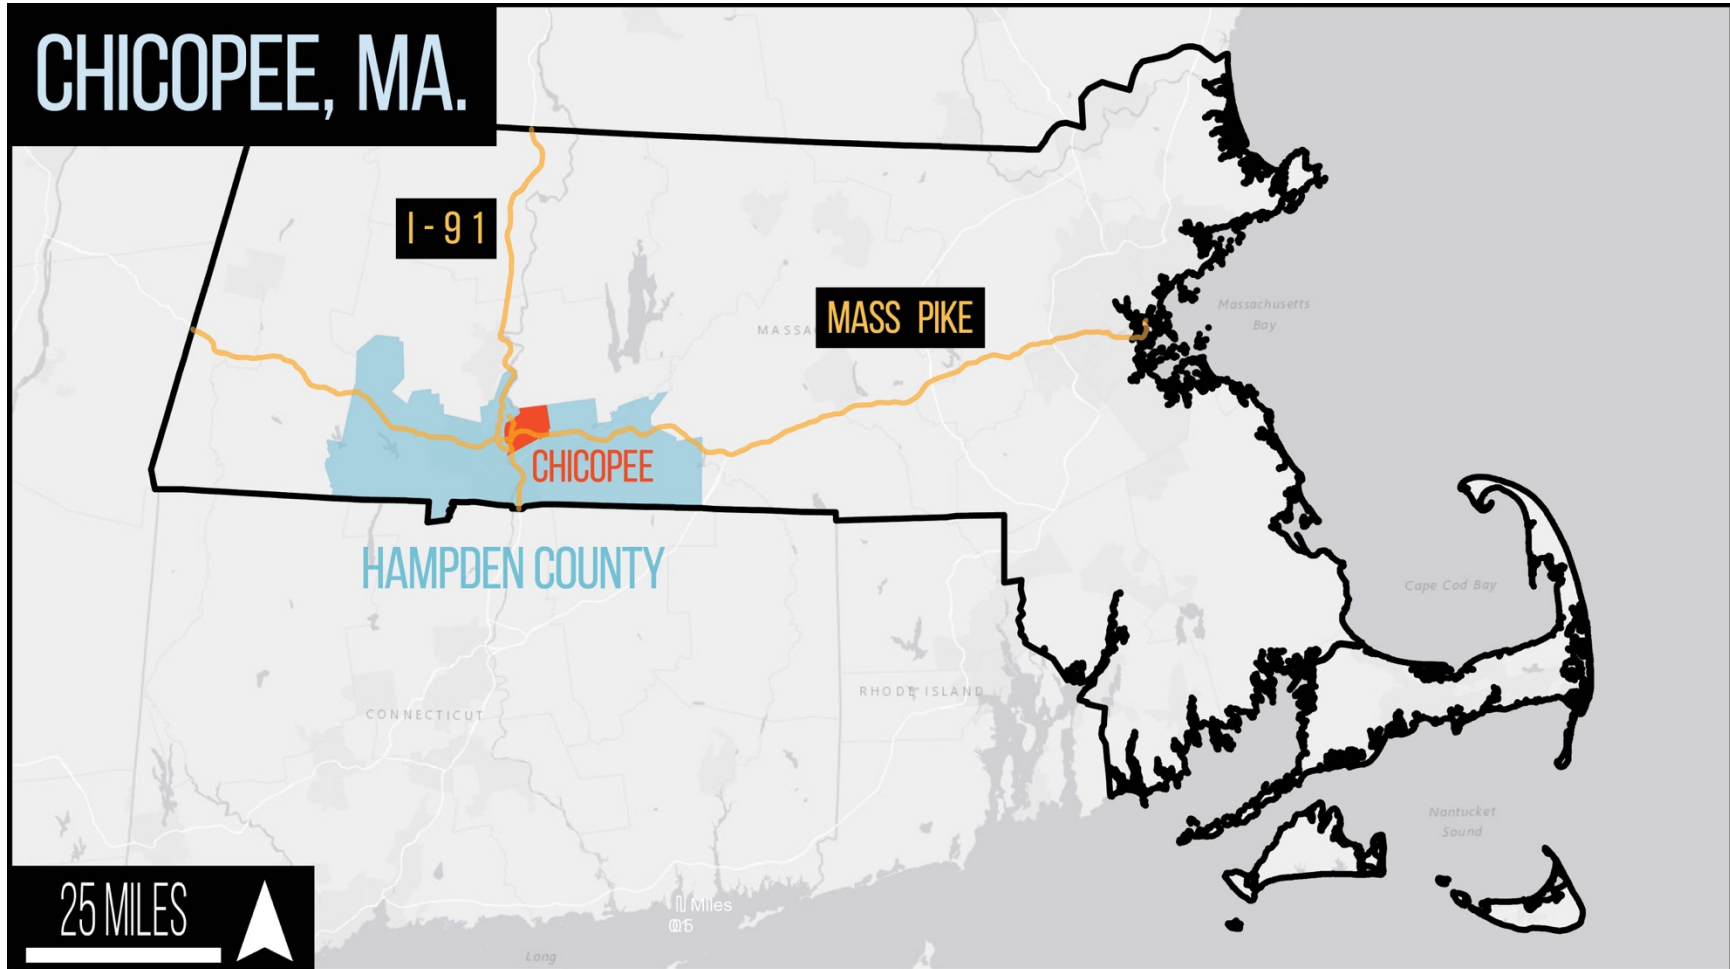 CHICOPEE, MA.
I-91
MASS PIKE
MASSA
Massachusetts
Bay
CHICOPEE
HAMPDEN COUNTY
Cape Cod Bay
RHODE ISLAND
CONNECTICUT
Nantucket
Sound
25 MILES
Miles
Long